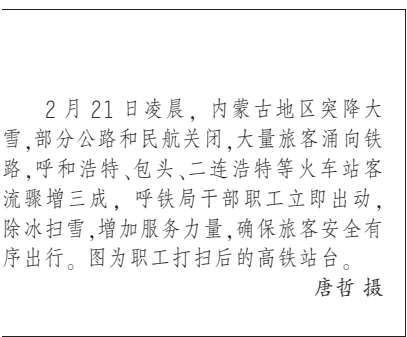 2月21日凌晨，内蒙古地区突降大
雪,部分公路和民航关闭,大量旅客涌向铁
路,呼和浩特、包头、二连浩特等火车站客
流骤增三成，呼铁局干部职工立即出动,
除冰扫雪,增加服务力量,确保旅客安全有
序出行。图为职工打扫后的高铁站台。
唐哲 摄